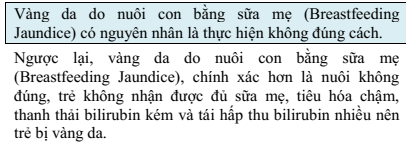 Vàng da do nuôi con bằng sữa mẹ (Breastfeeding
Jaundice) có nguyên nhân là thực hiện không đúng cách.
Ngược lại, vàng da do nuôi con bằng sữa mẹ
(Breastfeeding Jaundice), chính xác hơn là nuôi không
đúng, trẻ không nhận được đủ sữa mẹ, tiêu hóa chậm,
thanh thải bilirubin kém và tái hấp thu bilirubin nhiều nên
trẻ bị vàng da.